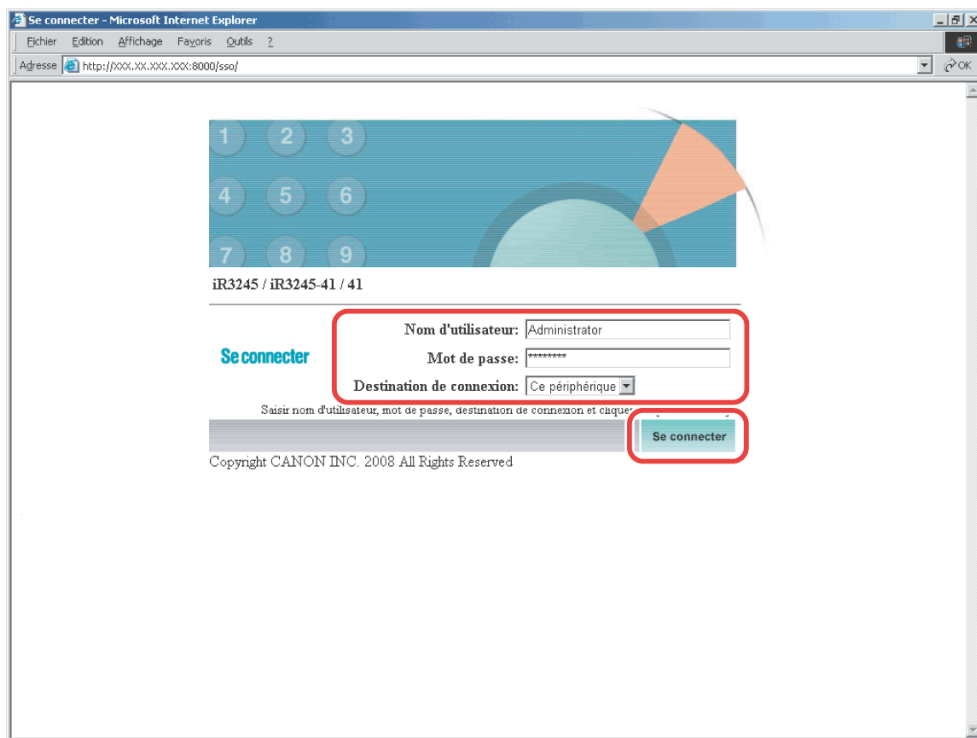 Se connecter - Microsoft Internet Explorer
Fichier Edition Affichage Favoris Outils ?
Adresse http://XXX.XX.XXX.XXX:8000/sso/ OK
1 2 3
4 5 6
7 8 9
iR3245 / iR3245-41 / 41
Nom d'utilisateur: Administrator
Se connecter
Mot de passe: ********
Destination de connexion: Ce périphérique
Saisir nom d'utilisateur, mot de passe, destination de connexion et cliquez
Se connecter
Copyright CANON INC. 2008 All Rights Reserved